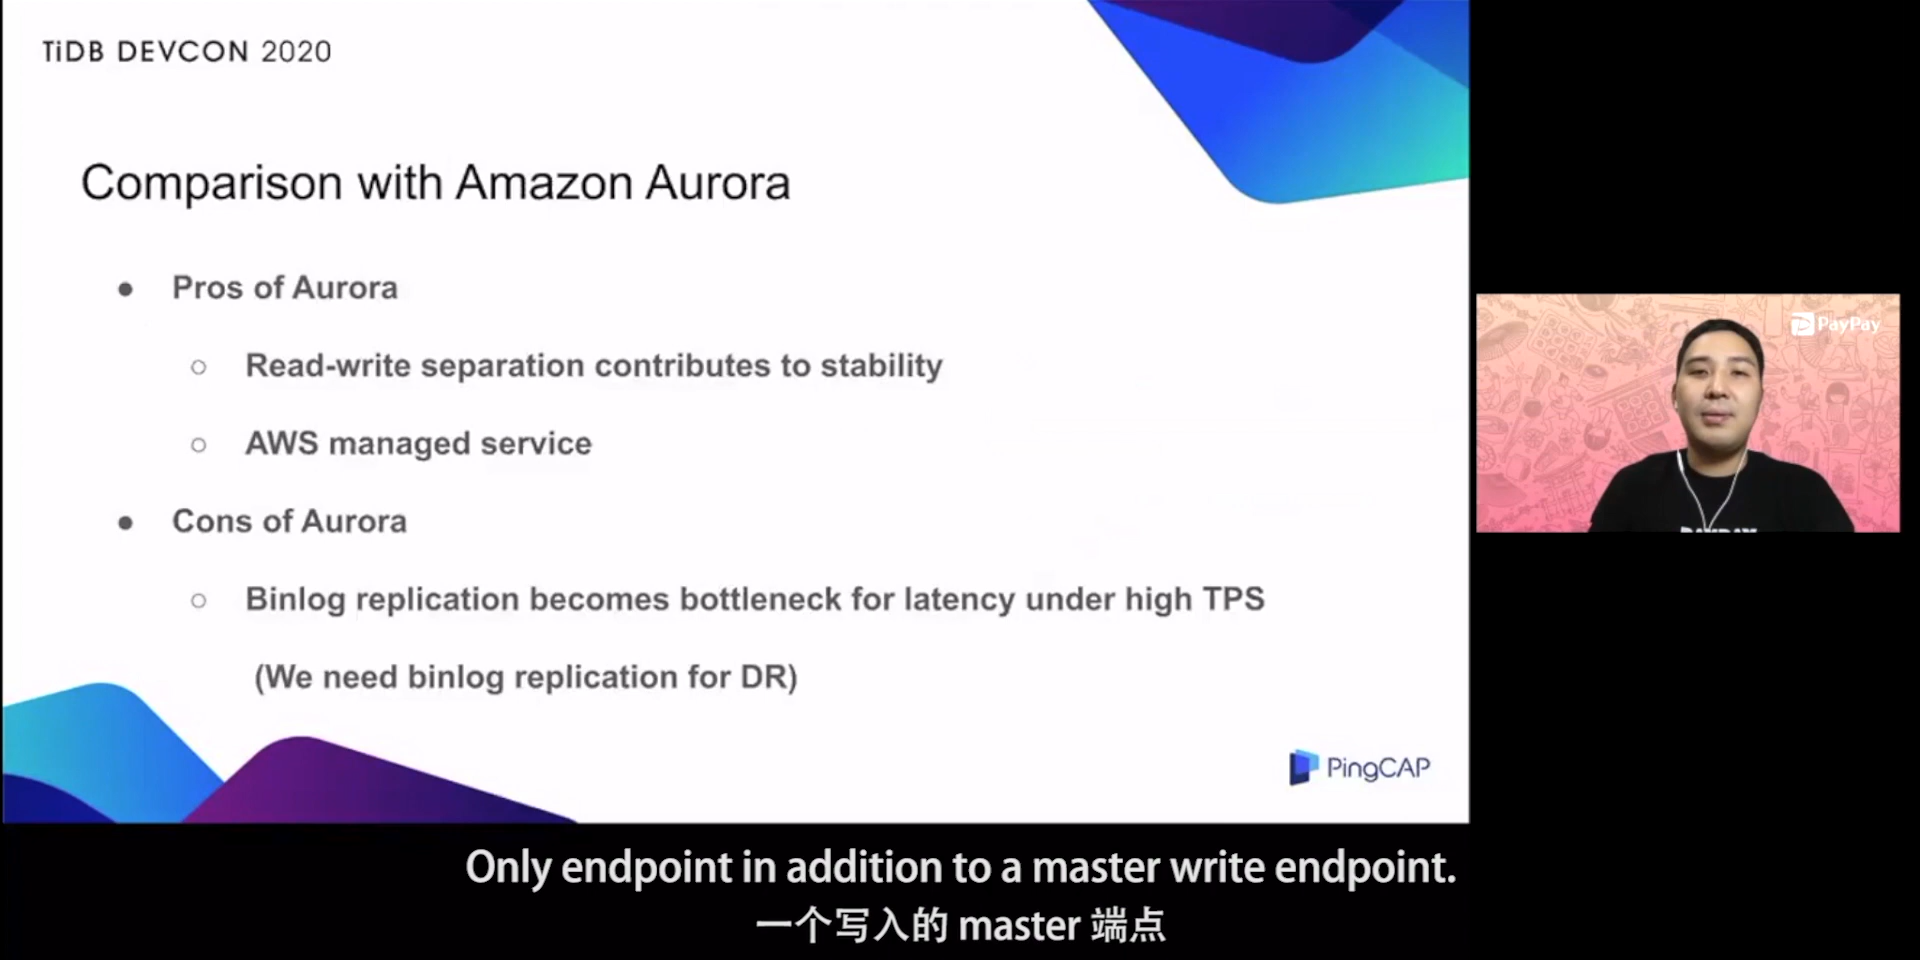 TiDB DEVCON 2020
Comparison with Amazon Aurora
● Pros of Aurora
○ Read-write separation contributes to stability
○ AWS managed service
● Cons of Aurora
○ Binlog replication becomes bottleneck for latency under high TPS
(We need binlog replication for DR)
PingCAP
PayPay
Only endpoint in addition to a master write endpoint.
一个写入的 master 端点